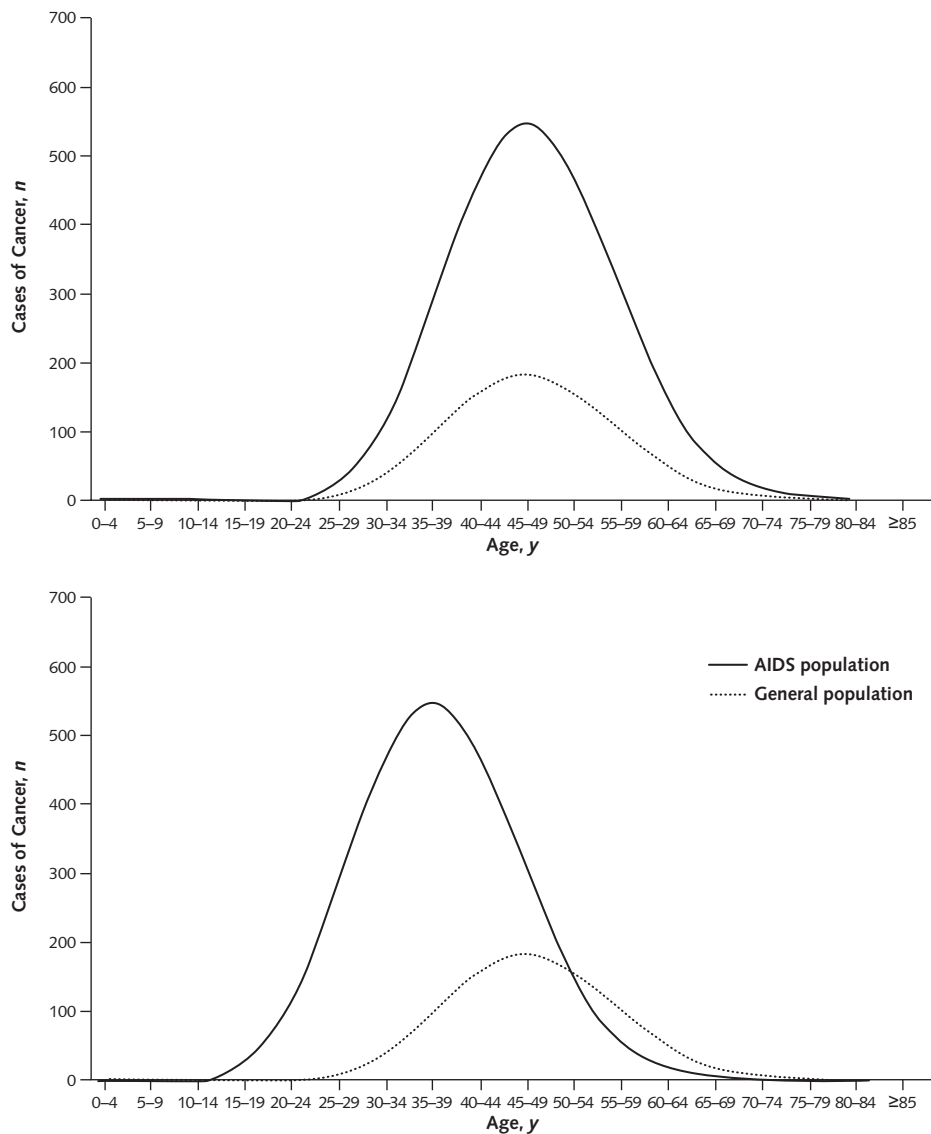 700
600
500
400
300
200
100
0
Cases of Cancer, n
0–4 5–9 10–14 15–19 20–24 25–29 30–34 35–39 40–44 45–49 50–54 55–59 60–64 65–69 70–74 75–79 80–84 ≥85
Age, y
700
600
500
400
300
200
100
0
Cases of Cancer, n
AIDS population
General population
0–4 5–9 10–14 15–19 20–24 25–29 30–34 35–39 40–44 45–49 50–54 55–59 60–64 65–69 70–74 75–79 80–84 ≥85
Age, y